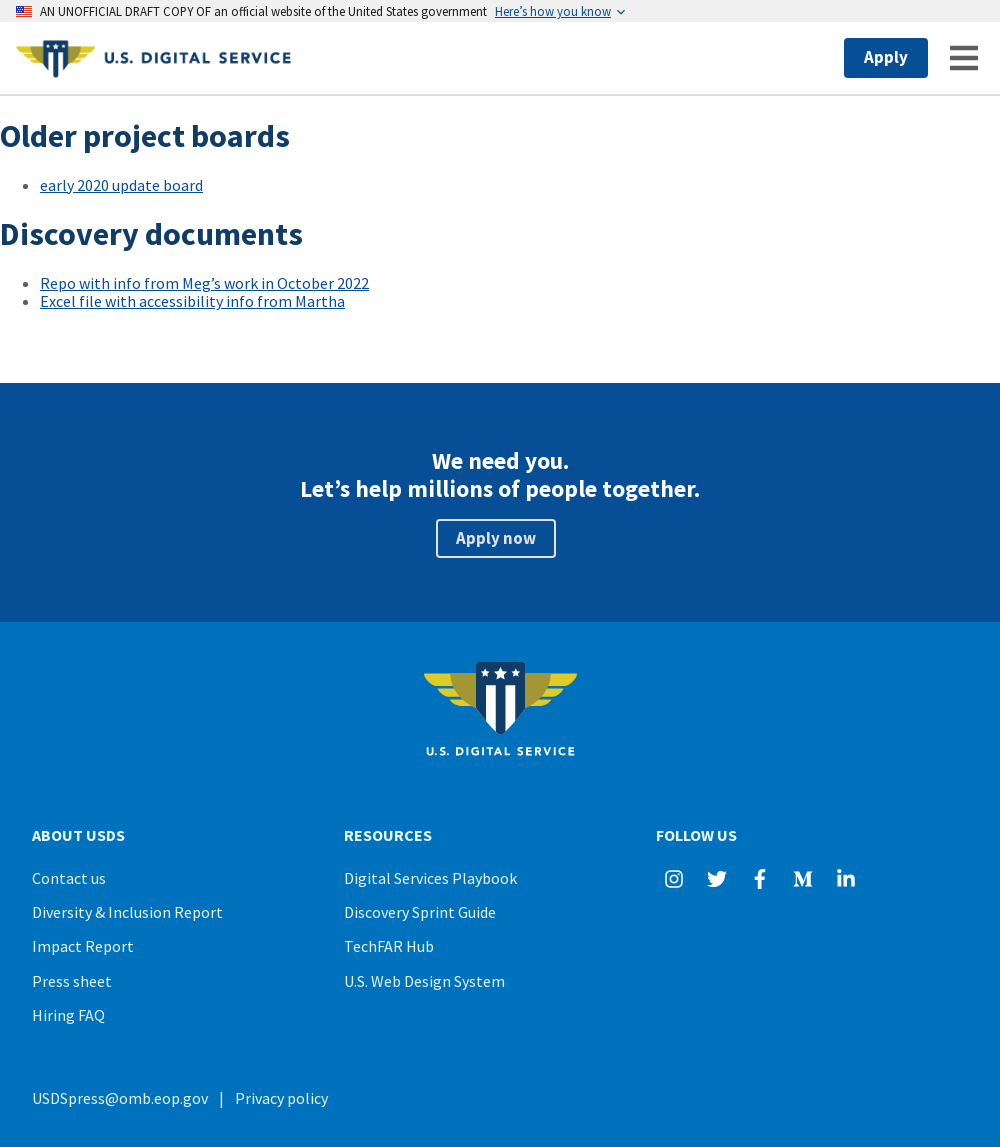 AN UNOFFICIAL DRAFT COPY OF an official website of the United States government Here’s how you know
U.S. DIGITAL SERVICE
Apply
Older project boards
early 2020 update board
Discovery documents
Repo with info from Meg’s work in October 2022
Excel file with accessibility info from Martha
We need you.
Let’s help millions of people together.
Apply now
U.S. DIGITAL SERVICE
ABOUT USDS
Contact us
Diversity & Inclusion Report
Impact Report
Press sheet
Hiring FAQ
RESOURCES
Digital Services Playbook
Discovery Sprint Guide
TechFAR Hub
U.S. Web Design System
FOLLOW US
USDSpress@omb.eop.gov | Privacy policy